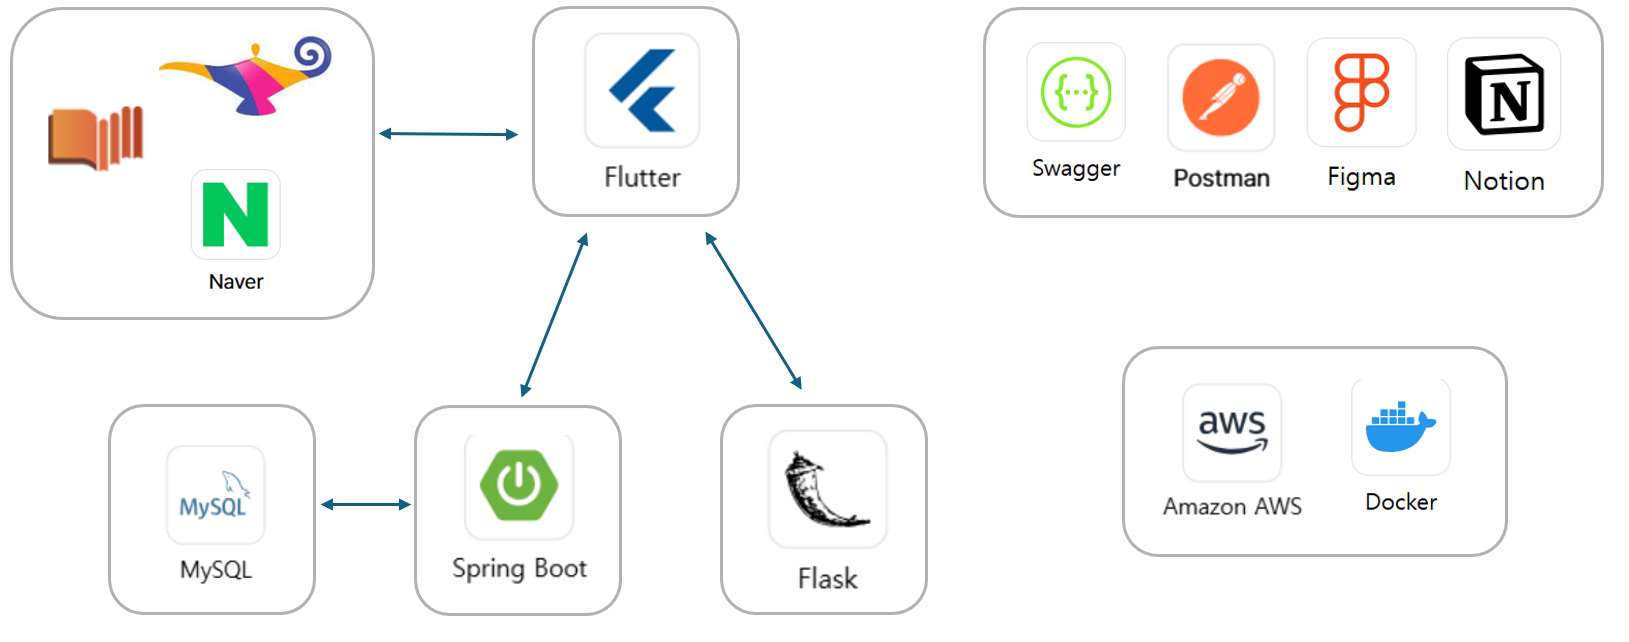 Flutter
Naver
N
Swagger
{···}
Postman
Figma
Notion
N
MySQL
MySQL
Spring Boot
Flask
aws
Amazon AWS
Docker